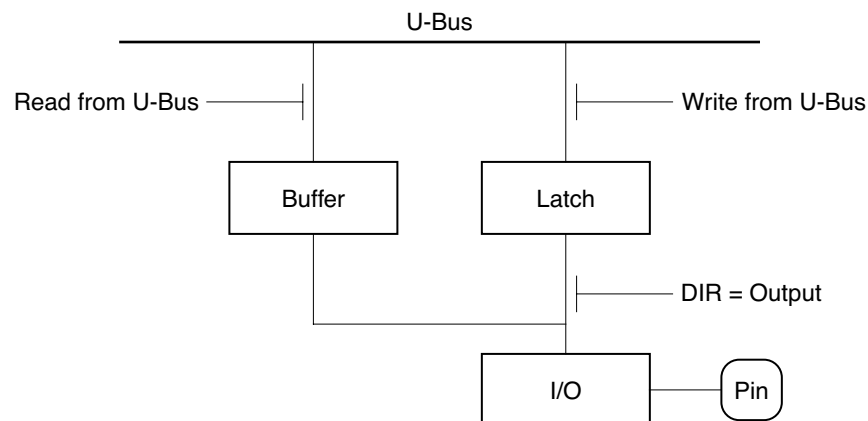 U-Bus
Read from U-Bus
Write from U-Bus
Buffer
Latch
DIR = Output
I/O
Pin